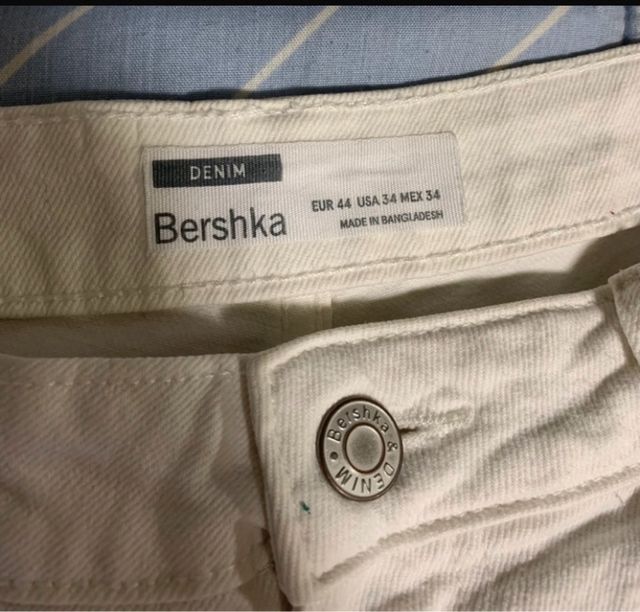 DENIM
Bershka
EUR 44 USA 34 MEX 34
MADE IN BANGLADESH
Bershka & DENIM •